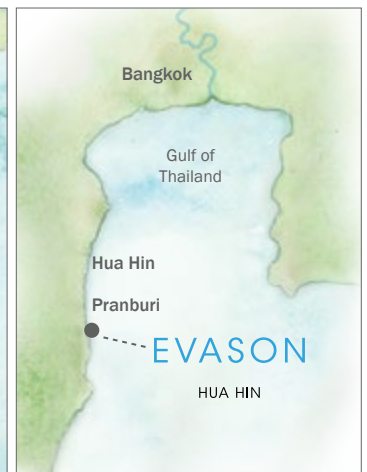 Bangkok
Gulf of
Thailand
Hua Hin
Pranburi
EVASON
HUA HIN